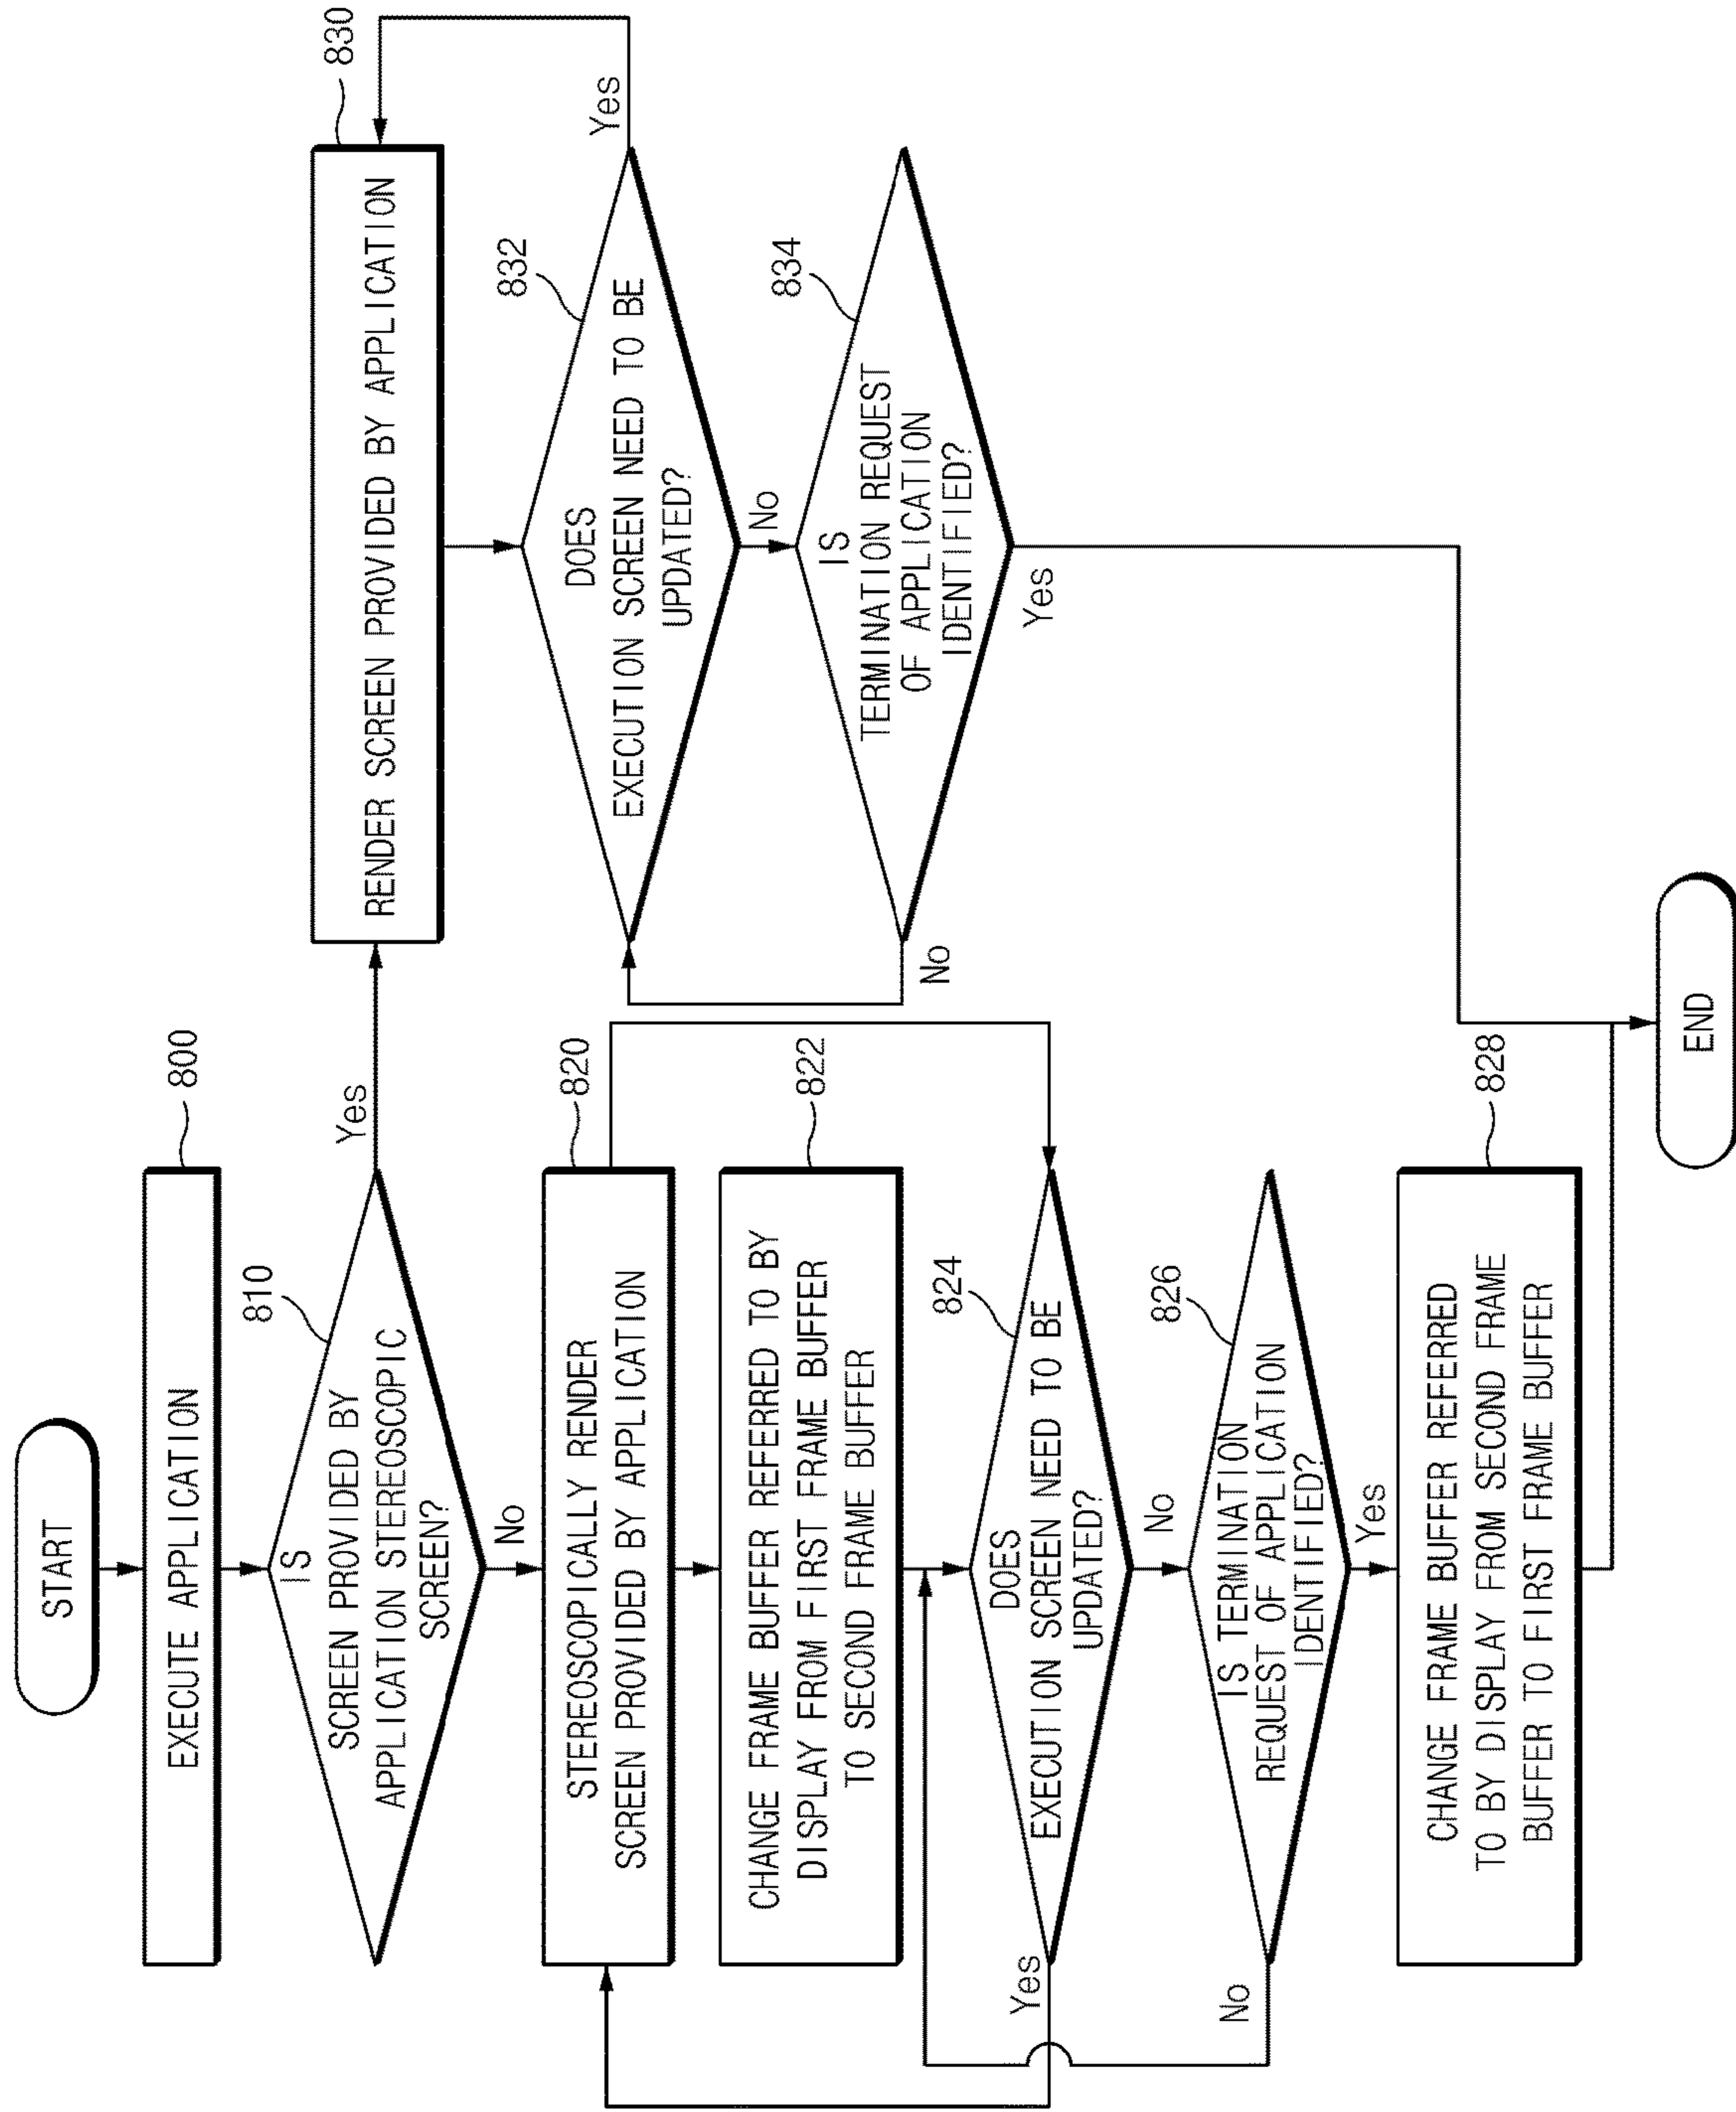 START
EXECUTE APPLICATION
800
810
IS
SCREEN PROVIDED BY
APPLICATION STEREOSCOPIC
SCREEN?
Yes
No
STEREOSCOPICALLY RENDER
SCREEN PROVIDED BY APPLICATION
820
CHANGE FRAME BUFFER REFERRED TO BY
DISPLAY FROM FIRST FRAME BUFFER
TO SECOND FRAME BUFFER
822
824
DOES
EXECUTION SCREEN NEED TO BE
UPDATED?
Yes
No
826
IS TERMINATION
REQUEST OF APPLICATION
IDENTIFIED?
No
Yes
CHANGE FRAME BUFFER REFERRED
TO BY DISPLAY FROM SECOND FRAME
BUFFER TO FIRST FRAME BUFFER
828
830
RENDER SCREEN PROVIDED BY APPLICATION
832
DOES
EXECUTION SCREEN NEED TO BE
UPDATED?
Yes
No
834
IS
TERMINATION REQUEST
OF APPLICATION
IDENTIFIED?
No
Yes
END